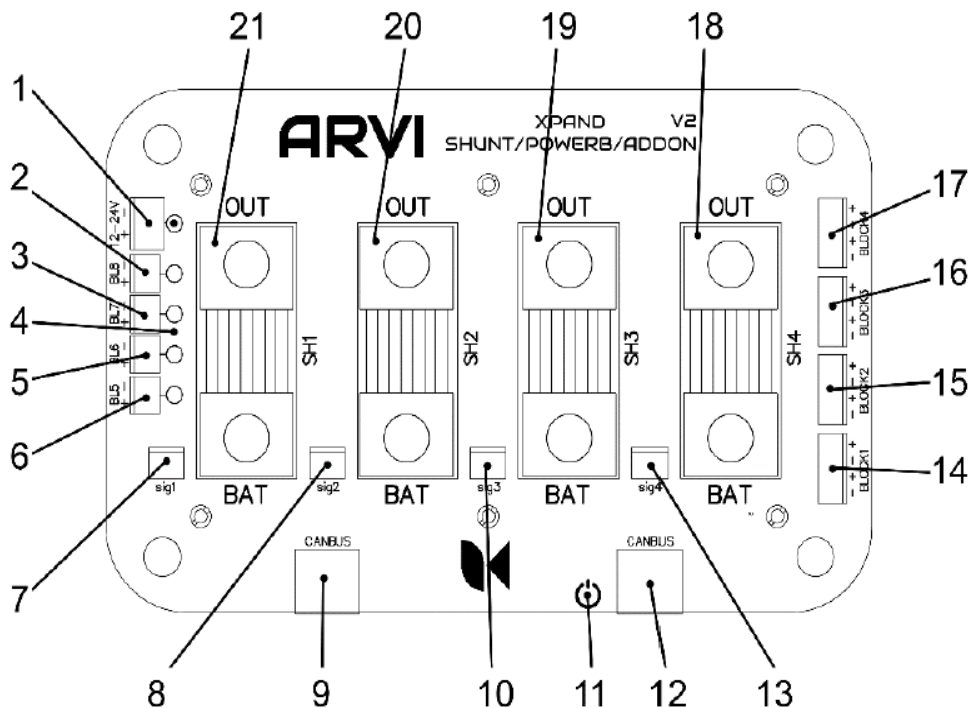 21 20 19 18
1
2
3
4
5
6
7
ARVI
XPAND V2
SHUNT/POWERB/ADDON
12-24V
- +
BL8
- +
BL7
- +
BL6
- +
BL5
- +
OUT OUT OUT OUT
SH1 SH2 SH3 SH4
BAT BAT BAT BAT
sig1 sig2 sig3 sig4
CANBUS CANBUS
+ - + -
BLOCK4
+ - + -
+ - + -
BLOCK2
+ - + -
BLOCK1
17
16
15
14
8 9 10 11 12 13